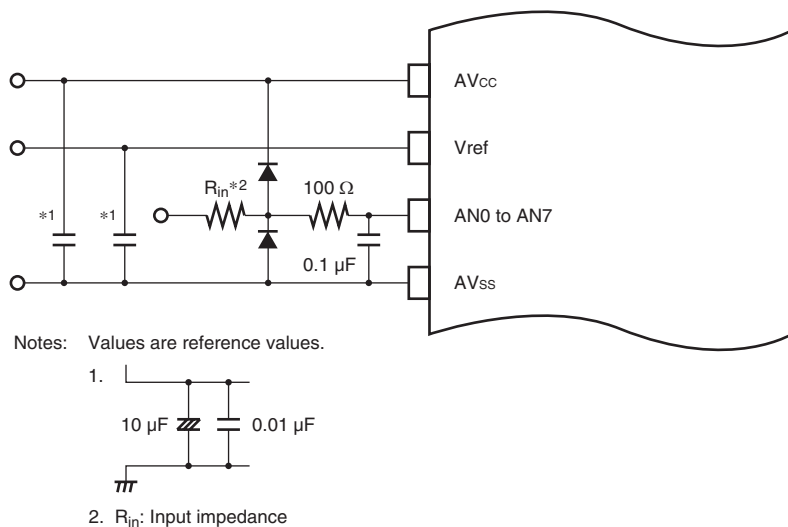 AVCC
Vref
Rin*2
100 Ω
*1
*1
AN0 to AN7
0.1 µF
AVSS
Notes: Values are reference values.
1.
10 µF
0.01 µF
2. Rin: Input impedance